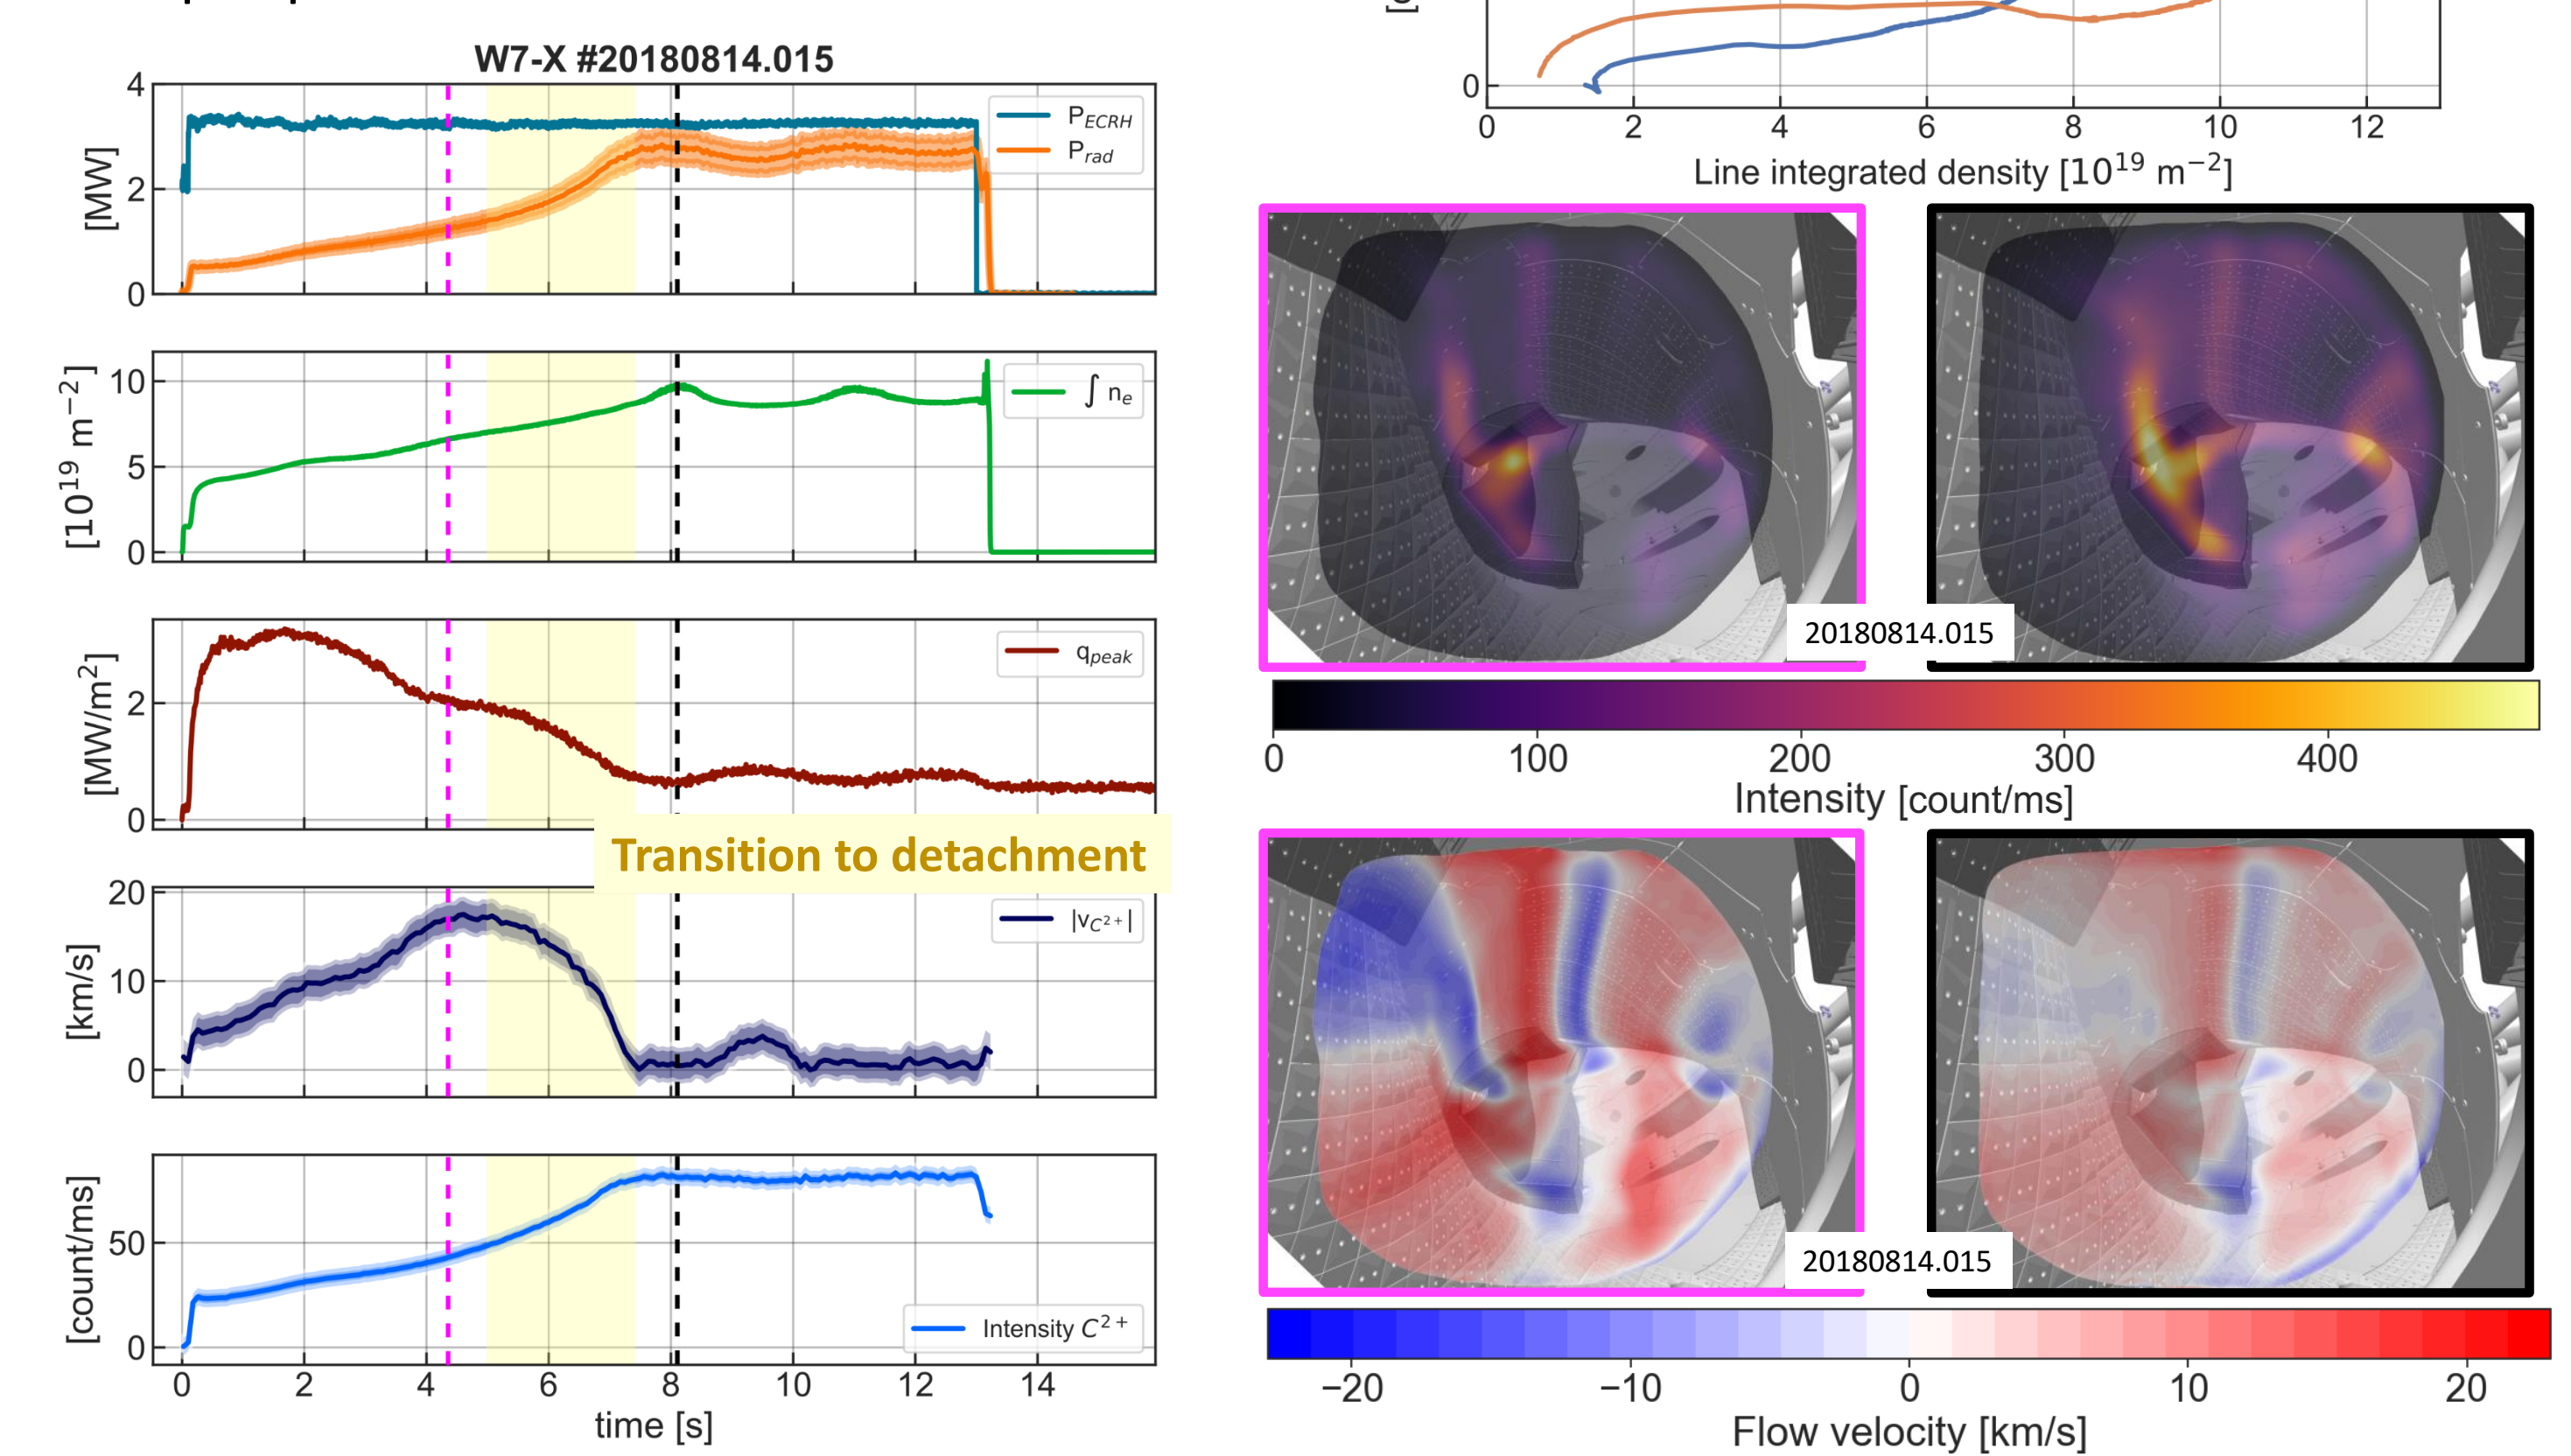 W7-X #20180814.015
4
2
0
[MW]
P_ECRH
P_rad
10
5
0
[10^19 m^−2]
∫ n_e
2
0
[MW/m^2]
q_peak
Transition to detachment
20
10
0
[km/s]
|v_C^2+|
50
0
[count/ms]
Intensity C^2+
0 2 4 6 8 10 12 14
time [s]
0
0 2 4 6 8 10 12
Line integrated density [10^19 m^−2]
20180814.015
0 100 200 300 400
Intensity [count/ms]
20180814.015
−20 −10 0 10 20
Flow velocity [km/s]